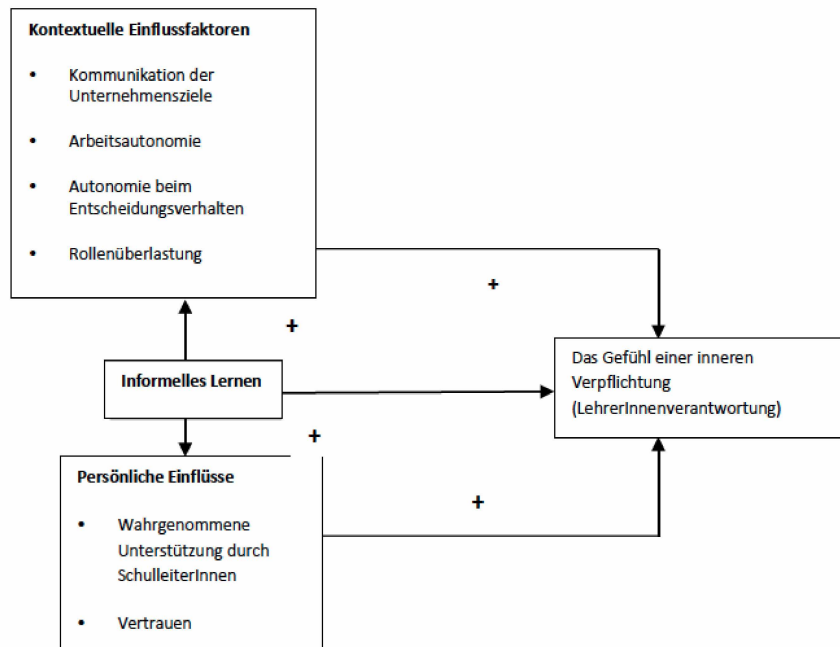 Kontextuelle Einflussfaktoren
• Kommunikation der
Unternehmensziele
• Arbeitsautonomie
• Autonomie beim
Entscheidungsverhalten
• Rollenüberlastung
+
+
Informelles Lernen
Das Gefühl einer inneren
Verpflichtung
(LehrerInnenverantwortung)
+
Persönliche Einflüsse
• Wahrgenommene
Unterstützung durch
SchulleiterInnen
• Vertrauen
+